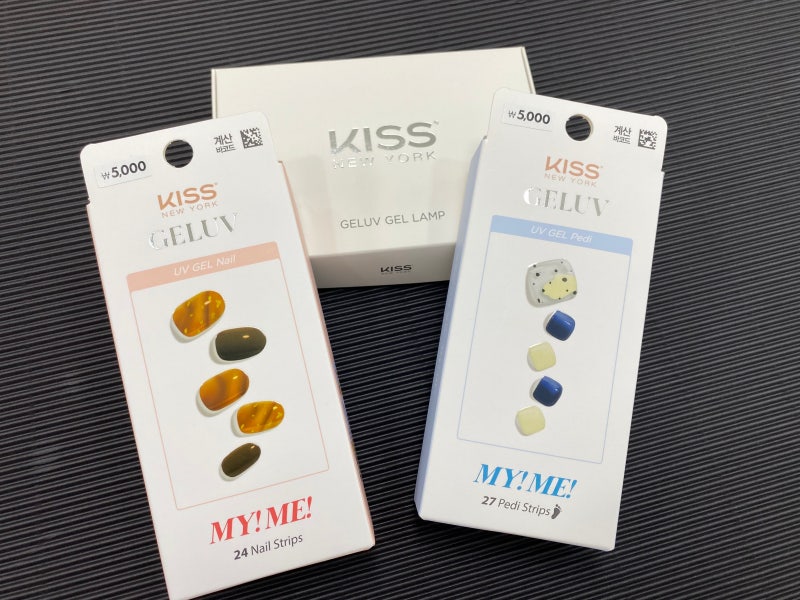 KISS
NEW YORK
GELUV GEL LAMP
KISS
₩5,000
계산
바코드
KISS
NEW YORK
GELUV
UV GEL Nail
MY!ME!
24 Nail Strips
₩5,000
계산
바코드
KISS
NEW YORK
GELUV
UV GEL Pedi
MY!ME!
27 Pedi Strips